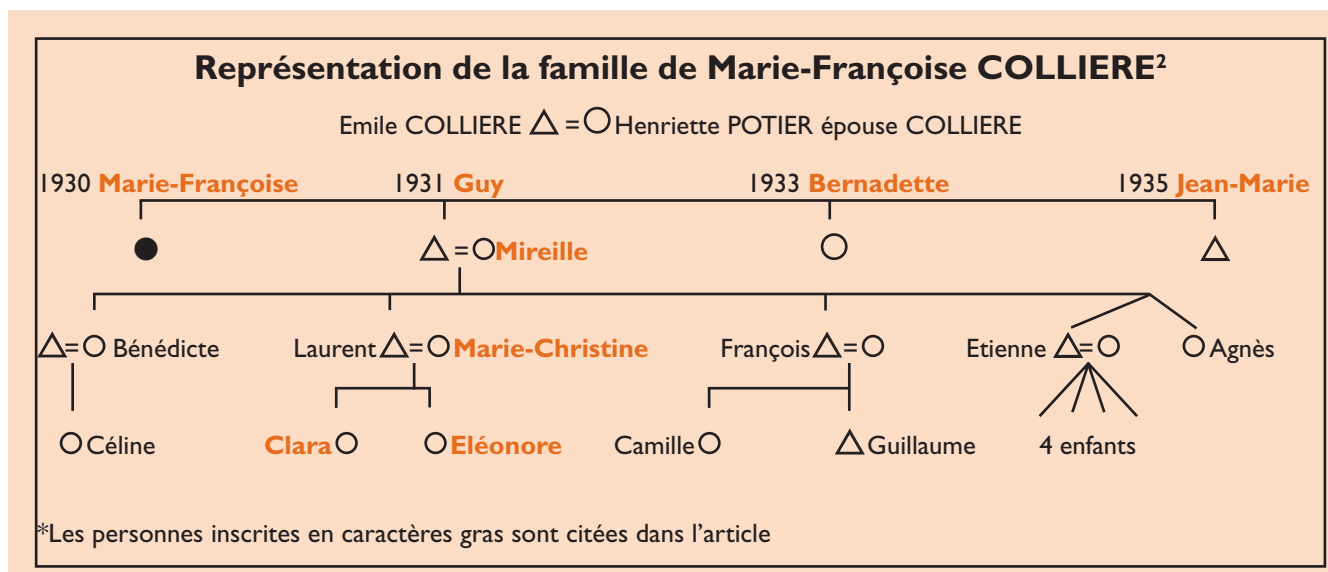 Représentation de la famille de Marie-Françoise COLLIERE²
Emile COLLIERE = Henriette POTIER épouse COLLIERE
1930 Marie-Françoise 1931 Guy 1933 Bernadette 1935 Jean-Marie
= Mireille
= Bénédicte Laurent = Marie-Christine François = Etienne = Agnès
Céline Clara Eléonore Camille Guillaume 4 enfants
*Les personnes inscrites en caractères gras sont citées dans l’article